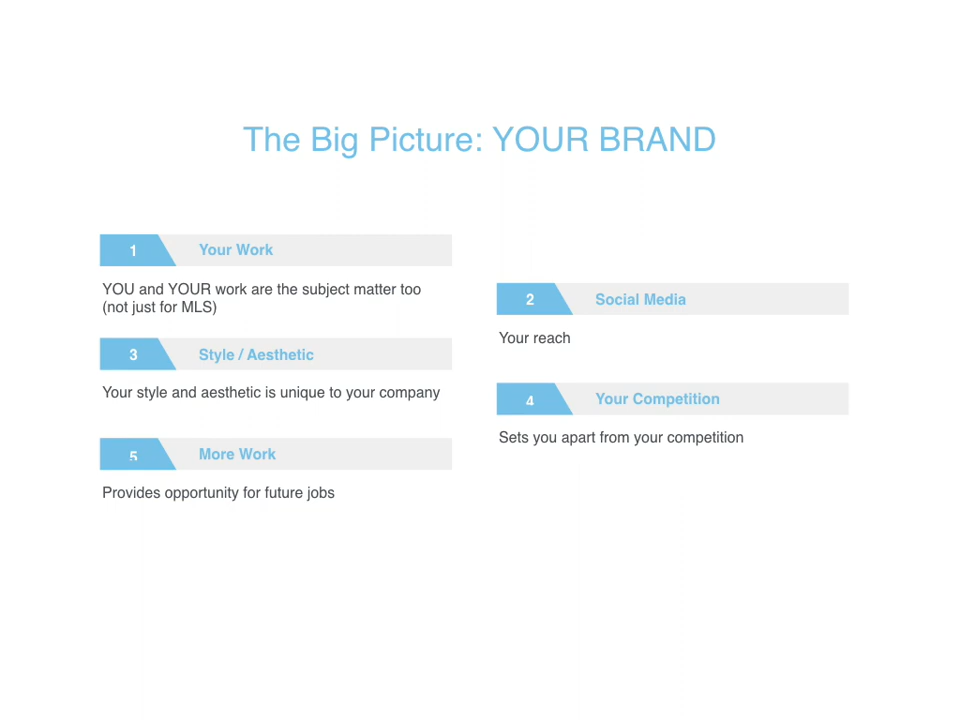 The Big Picture: YOUR BRAND
1 Your Work
YOU and YOUR work are the subject matter too
(not just for MLS)
2 Social Media
Your reach
3 Style / Aesthetic
Your style and aesthetic is unique to your company
4 Your Competition
Sets you apart from your competition
5 More Work
Provides opportunity for future jobs